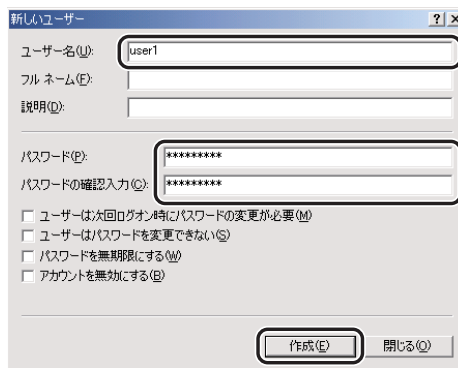 新しいユーザー
ユーザー名(U): user1
フル ネーム(F):
説明(D):
パスワード(P): *********
パスワードの確認入力(C): *********
ユーザーは次回ログオン時にパスワードの変更が必要(M)
ユーザーはパスワードを変更できない(S)
パスワードを無期限にする(W)
アカウントを無効にする(B)
作成(E) 閉じる(O)